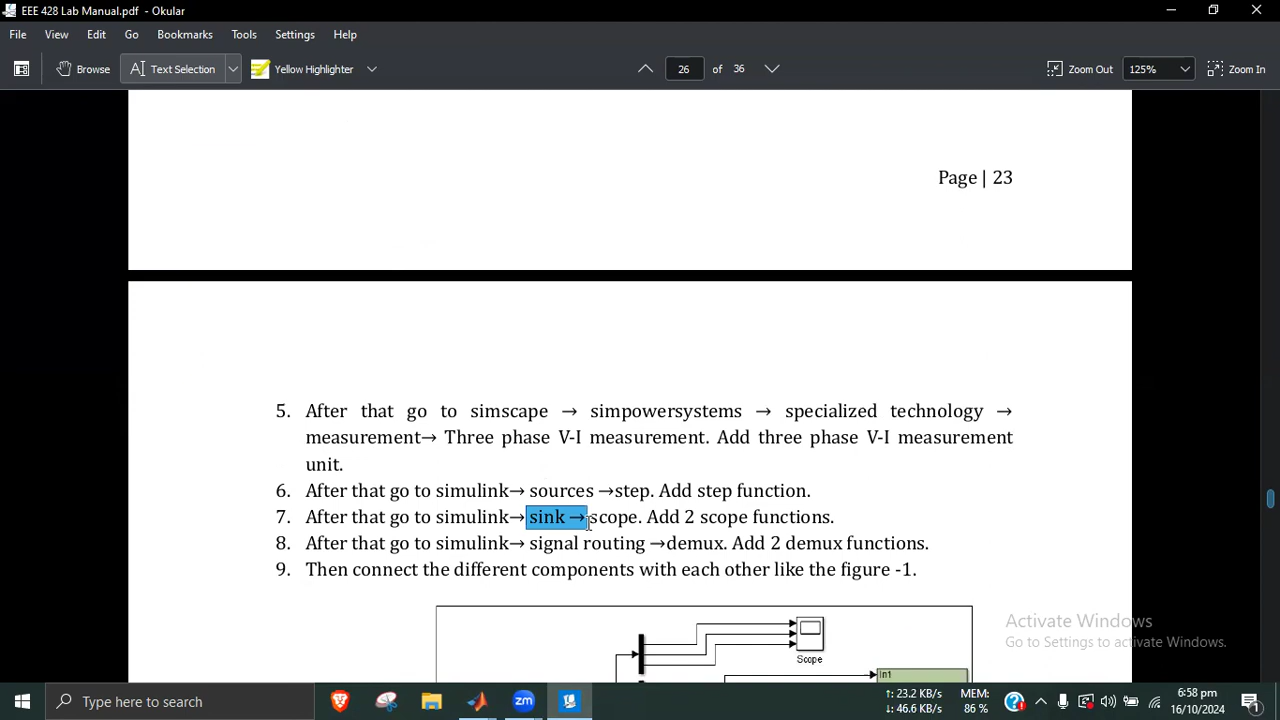 EEE 428 Lab Manual.pdf - Okular
File View Edit Go Bookmarks Tools Settings Help
Browse Text Selection Yellow Highlighter 26 of 36 Zoom Out 125% Zoom In
Page | 23
5. After that go to simscape → simpowersystems → specialized technology →
measurement→ Three phase V-I measurement. Add three phase V-I measurement
unit.
6. After that go to simulink→ sources →step. Add step function.
7. After that go to simulink→ sink →scope. Add 2 scope functions.
8. After that go to simulink→ signal routing →demux. Add 2 demux functions.
9. Then connect the different components with each other like the figure -1.
Scope
In1
Activate Windows
Go to Settings to activate Windows.
Type here to search
zm
↑: 23.2 KB/s
↓: 46.6 KB/s
MEM:
86 %
6:58 pm
16/10/2024
1